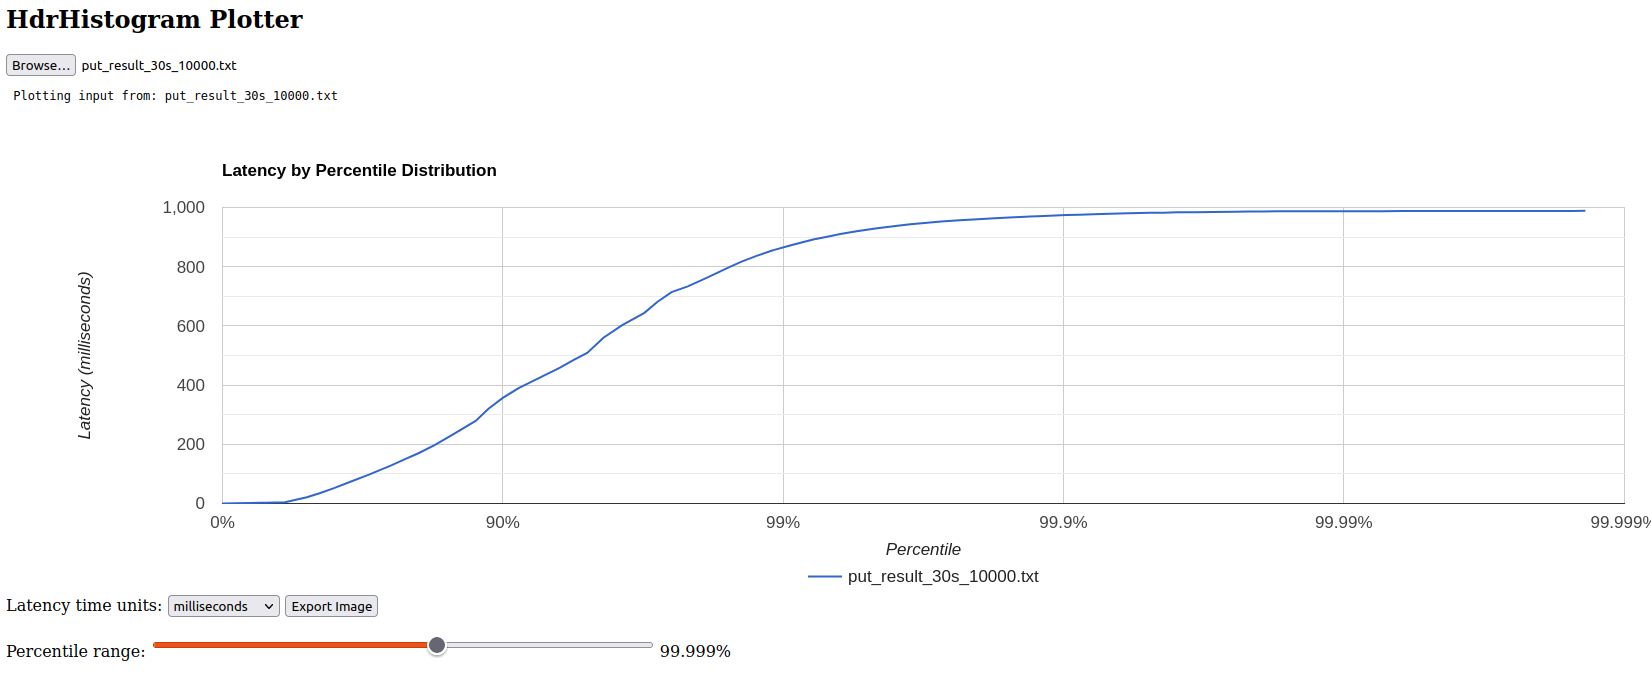 HdrHistogram Plotter
Browse... put_result_30s_10000.txt
Plotting input from: put_result_30s_10000.txt
Latency by Percentile Distribution
1,000
800
600
400
200
0
Latency (milliseconds)
0% 90% 99% 99.9% 99.99% 99.999%
Percentile
put_result_30s_10000.txt
Latency time units: milliseconds Export Image
Percentile range: 99.999%